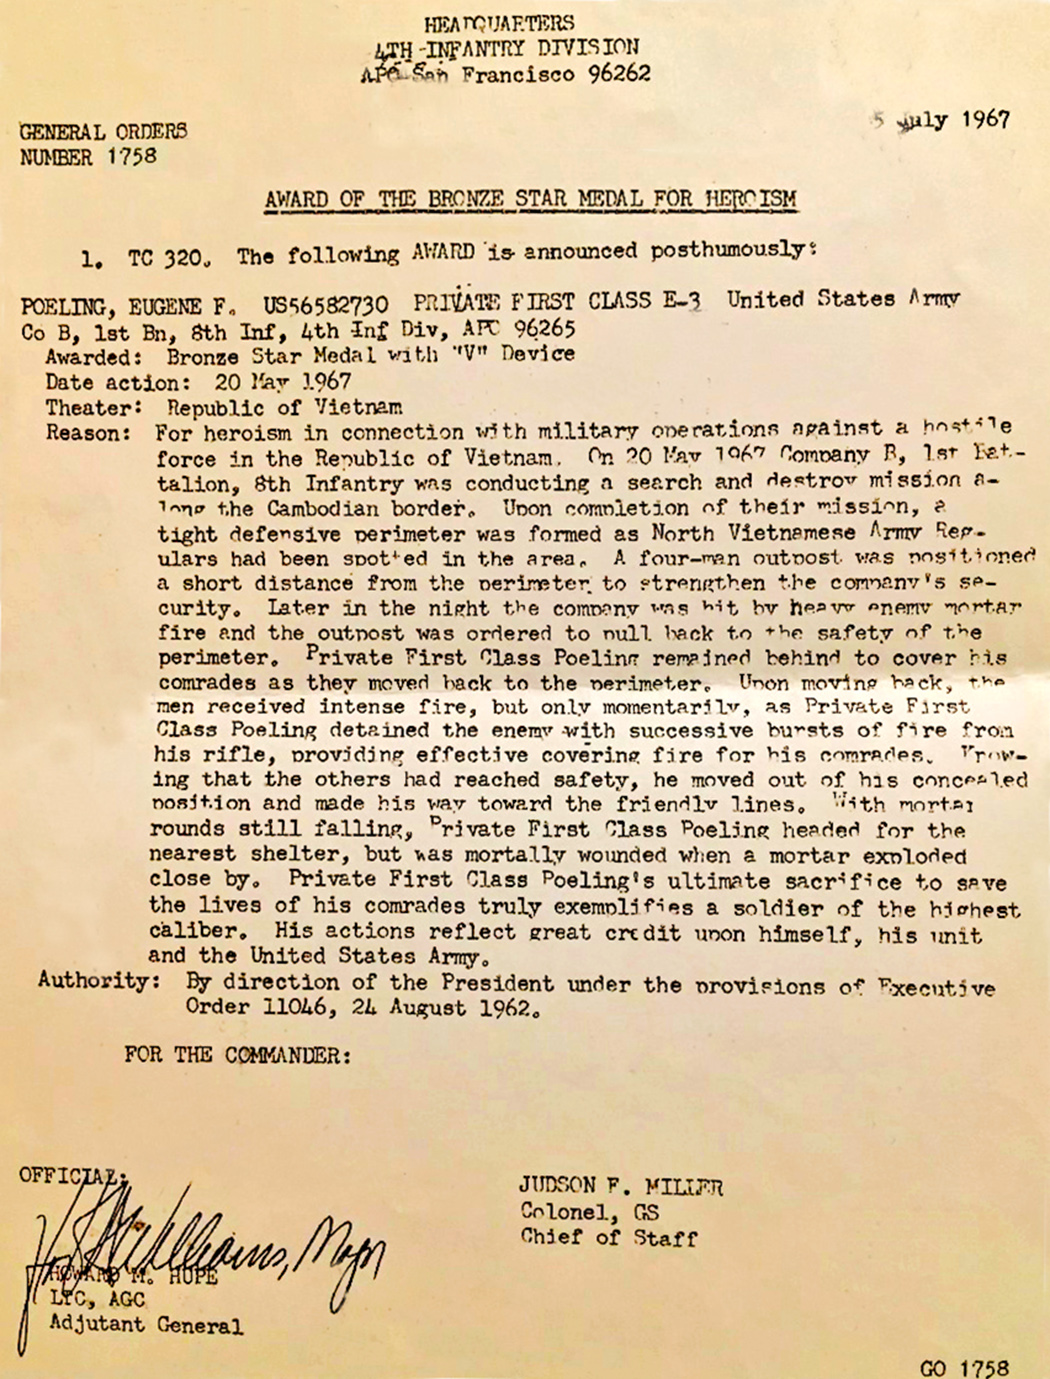 HEADQUARTERS
4TH INFANTRY DIVISION
APO San Francisco 96262
5 July 1967
GENERAL ORDERS
NUMBER 1758
AWARD OF THE BRONZE STAR MEDAL FOR HEROISM
1. TC 320. The following AWARD is announced posthumously:
POELING, EUGENE F. US56582730 PRIVATE FIRST CLASS E-3 United States Army
Co B, 1st Bn, 8th Inf, 4th Inf Div, APO 96265
Awarded: Bronze Star Medal with "V" Device
Date action: 20 May 1967
Theater: Republic of Vietnam
Reason: For heroism in connection with military operations against a hostile
force in the Republic of Vietnam. On 20 May 1967 Company B, 1st Bat-
talion, 8th Infantry was conducting a search and destroy mission a-
long the Cambodian border. Upon completion of their mission, a
tight defensive perimeter was formed as North Vietnamese Army Reg-
ulars had been spotted in the area. A four-man outpost was positioned
a short distance from the perimeter to strengthen the company's se-
curity. Later in the night the company was hit by heavy enemy mortar
fire and the outpost was ordered to pull back to the safety of the
perimeter. Private First Class Poeling remained behind to cover his
comrades as they moved back to the perimeter. Upon moving back, the
men received intense fire, but only momentarily, as Private First
Class Poeling detained the enemy with successive bursts of fire from
his rifle, providing effective covering fire for his comrades. Know-
ing that the others had reached safety, he moved out of his concealed
position and made his way toward the friendly lines. With mortar
rounds still falling, Private First Class Poeling headed for the
nearest shelter, but was mortally wounded when a mortar exploded
close by. Private First Class Poeling's ultimate sacrifice to save
the lives of his comrades truly exemplifies a soldier of the highest
caliber. His actions reflect great credit upon himself, his unit
and the United States Army.
Authority: By direction of the President under the provisions of Executive
Order 11046, 24 August 1962.
FOR THE COMMANDER:
OFFICIAL:
JUDSON F. MILLER
Colonel, GS
Chief of Staff
Williams, Major
HOWARD M. HUPE
LTC, AGC
Adjutant General
GO 1758